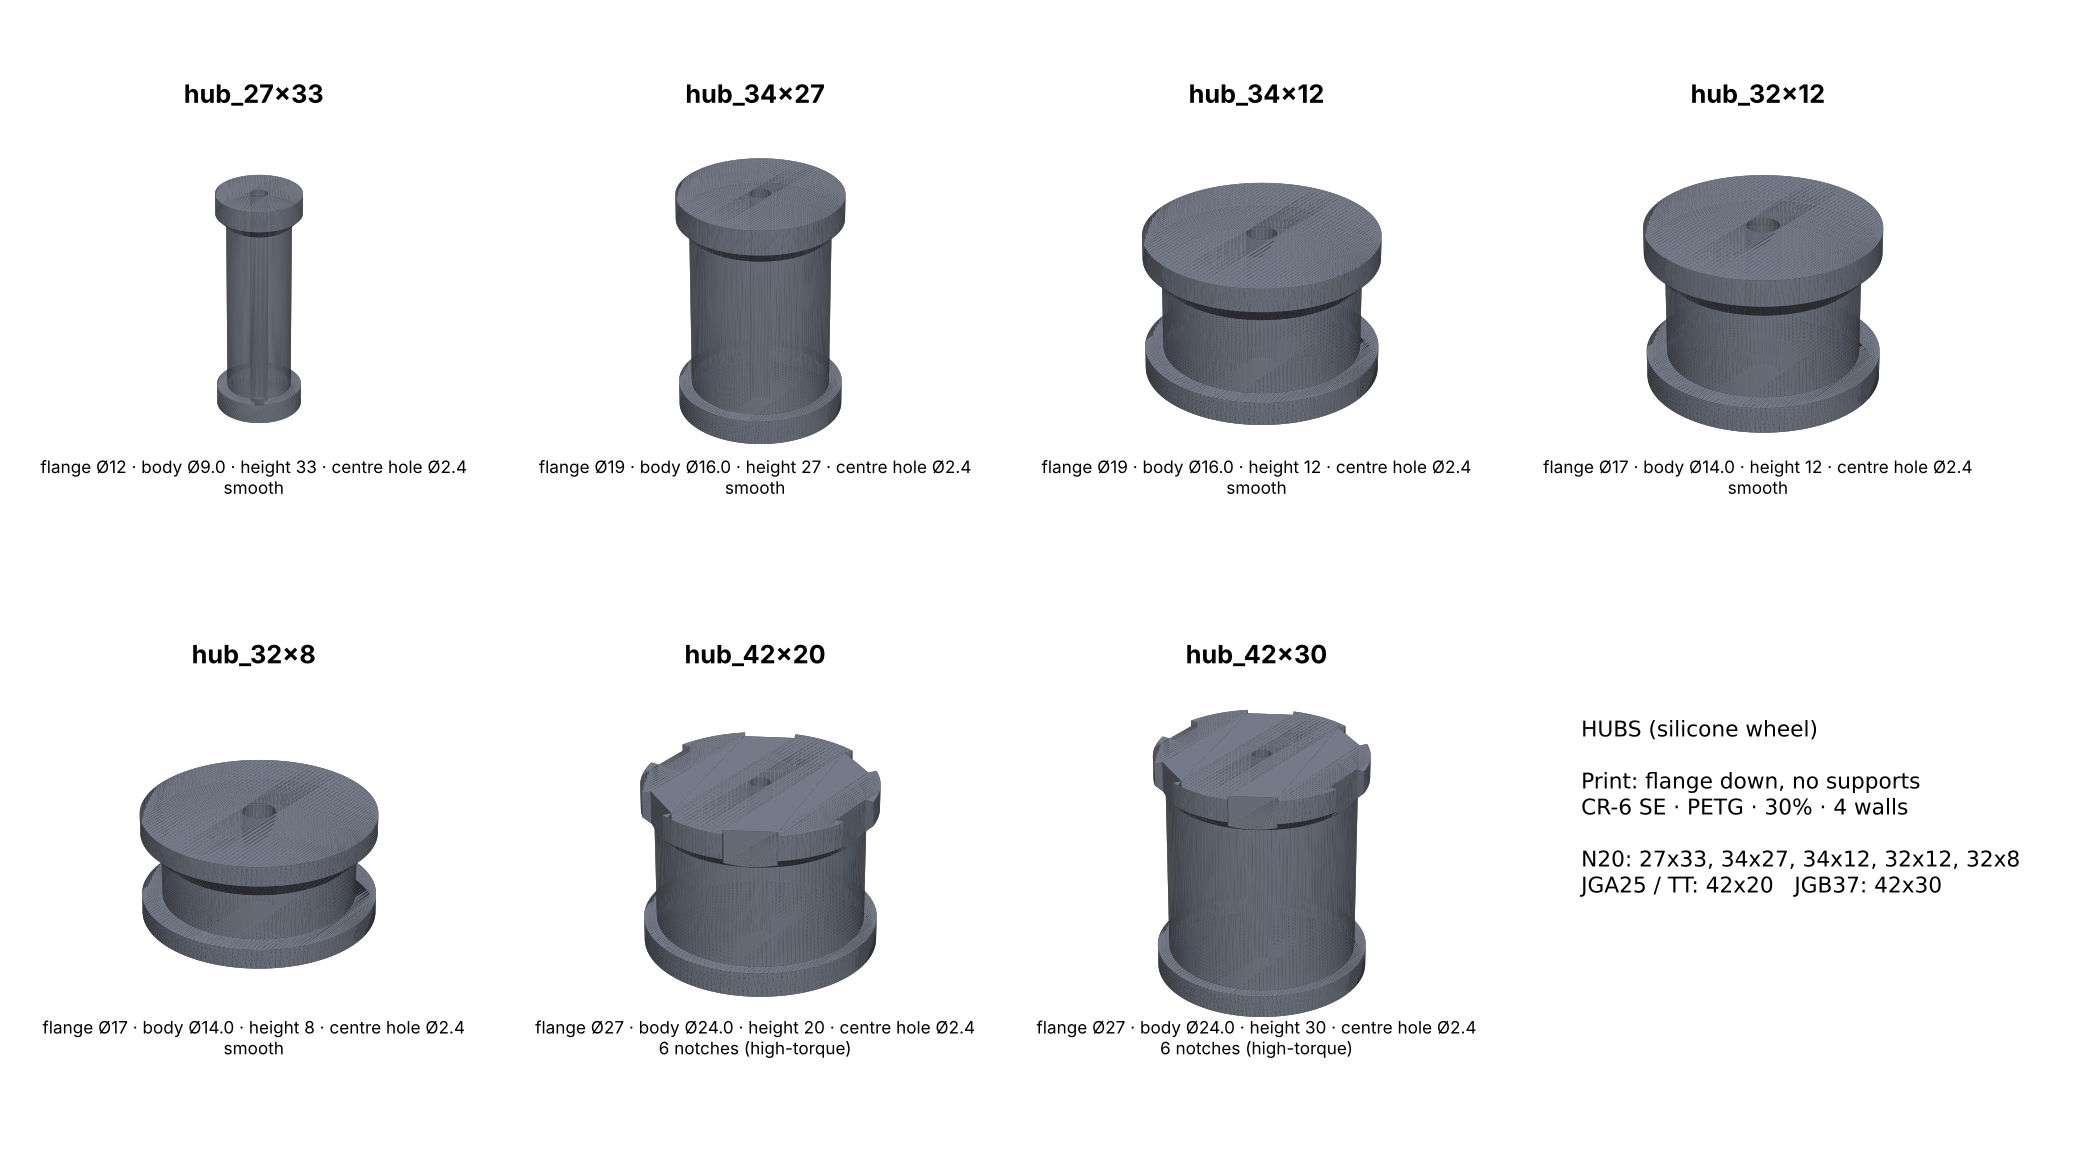 hub_27×33
flange Ø12 · body Ø9.0 · height 33 · centre hole Ø2.4
smooth
hub_34×27
flange Ø19 · body Ø16.0 · height 27 · centre hole Ø2.4
smooth
hub_34×12
flange Ø19 · body Ø16.0 · height 12 · centre hole Ø2.4
smooth
hub_32×12
flange Ø17 · body Ø14.0 · height 12 · centre hole Ø2.4
smooth
hub_32×8
flange Ø17 · body Ø14.0 · height 8 · centre hole Ø2.4
smooth
hub_42×20
flange Ø27 · body Ø24.0 · height 20 · centre hole Ø2.4
6 notches (high-torque)
hub_42×30
flange Ø27 · body Ø24.0 · height 30 · centre hole Ø2.4
6 notches (high-torque)
HUBS (silicone wheel)
Print: flange down, no supports
CR-6 SE · PETG · 30% · 4 walls
N20: 27x33, 34x27, 34x12, 32x12, 32x8
JGA25 / TT: 42x20   JGB37: 42x30